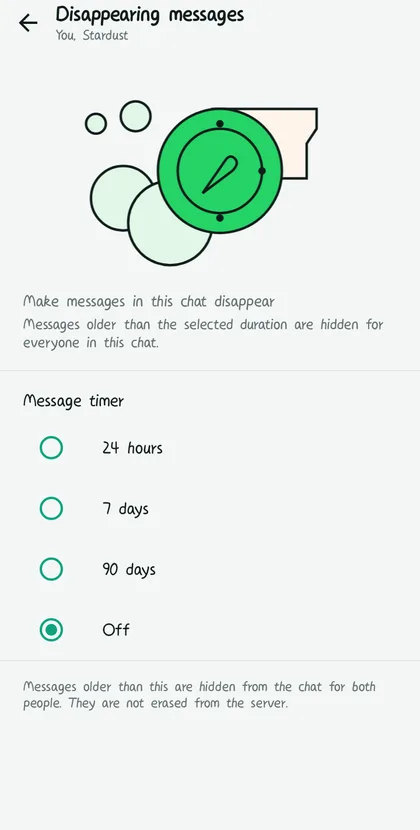 Disappearing messages
You, Stardust
Make messages in this chat disappear
Messages older than the selected duration are hidden for
everyone in this chat.
Message timer
24 hours
7 days
90 days
Off
Messages older than this are hidden from the chat for both
people. They are not erased from the server.